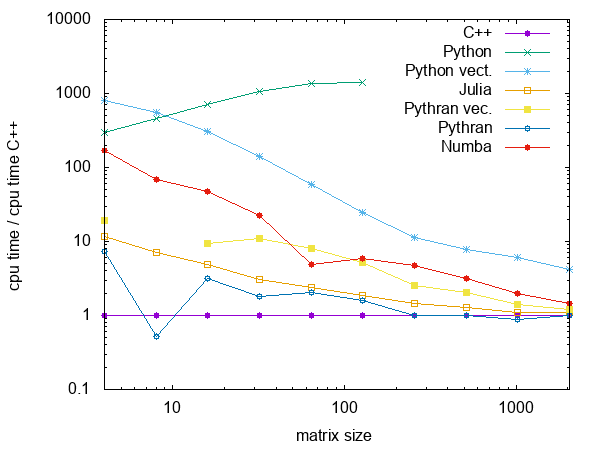 10000
1000
100
10
1
0.1
cpu time / cpu time C++
C++
Python
Python vect.
Julia
Pythran vec.
Pythran
Numba
10
100
1000
matrix size